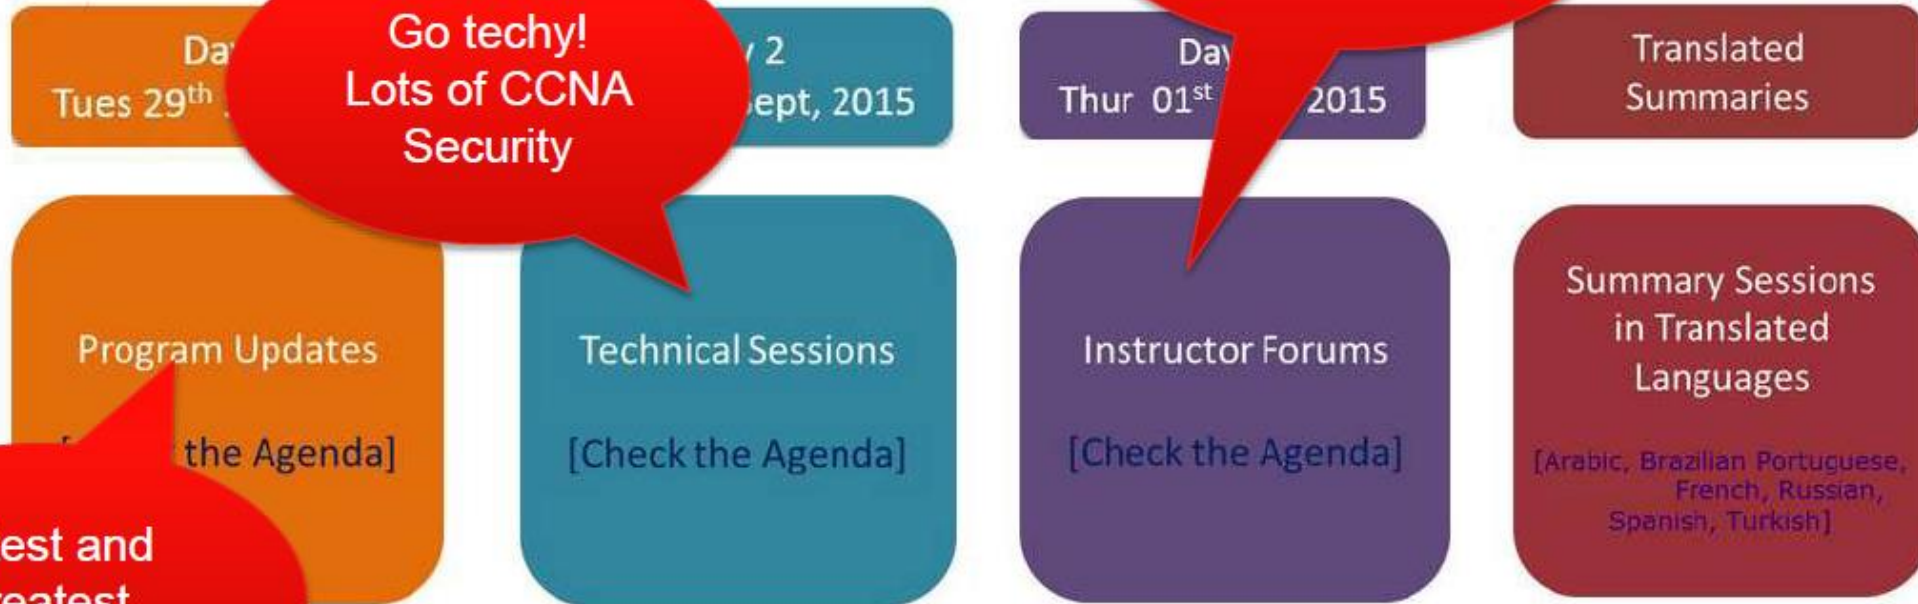 Go techy!
Lots of CCNA
Security
Tues 29th
2
Sept, 2015
Day
Thur 01st 2015
Translated
Summaries
Program Updates
the Agenda]
Technical Sessions
[Check the Agenda]
Instructor Forums
[Check the Agenda]
Summary Sessions
in Translated
Languages
[Arabic, Brazilian Portuguese,
French, Russian,
Spanish, Turkish]
and